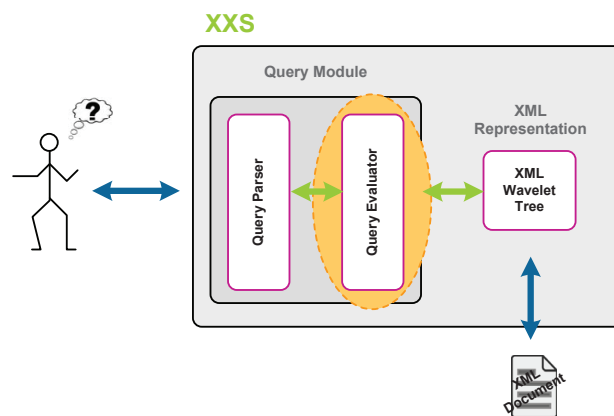 XXS
Query Module
?
XML
Representation
Query Parser
Query Evaluator
XML
Wavelet
Tree
XML
Document